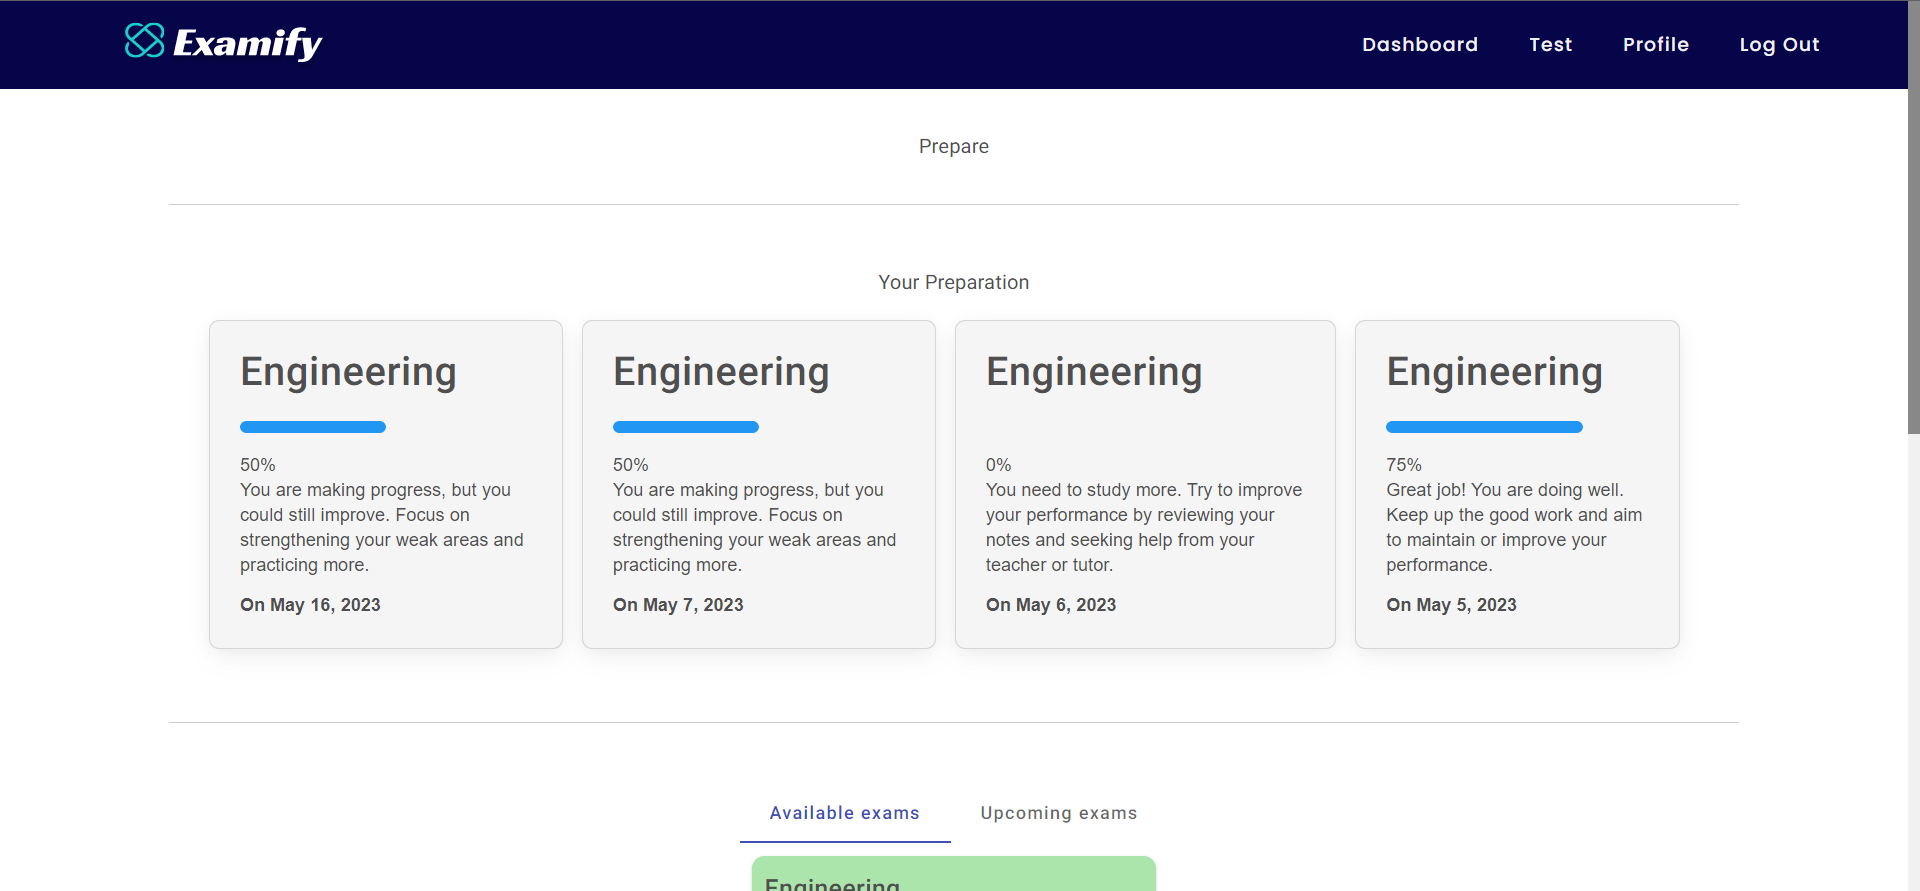 Examify
Dashboard Test Profile Log Out
Prepare
Your Preparation
Engineering
50%
You are making progress, but you
could still improve. Focus on
strengthening your weak areas and
practicing more.
On May 16, 2023
Engineering
50%
You are making progress, but you
could still improve. Focus on
strengthening your weak areas and
practicing more.
On May 7, 2023
Engineering
0%
You need to study more. Try to improve
your performance by reviewing your
notes and seeking help from your
teacher or tutor.
On May 6, 2023
Engineering
75%
Great job! You are doing well.
Keep up the good work and aim
to maintain or improve your
performance.
On May 5, 2023
Available exams Upcoming exams
Engineering